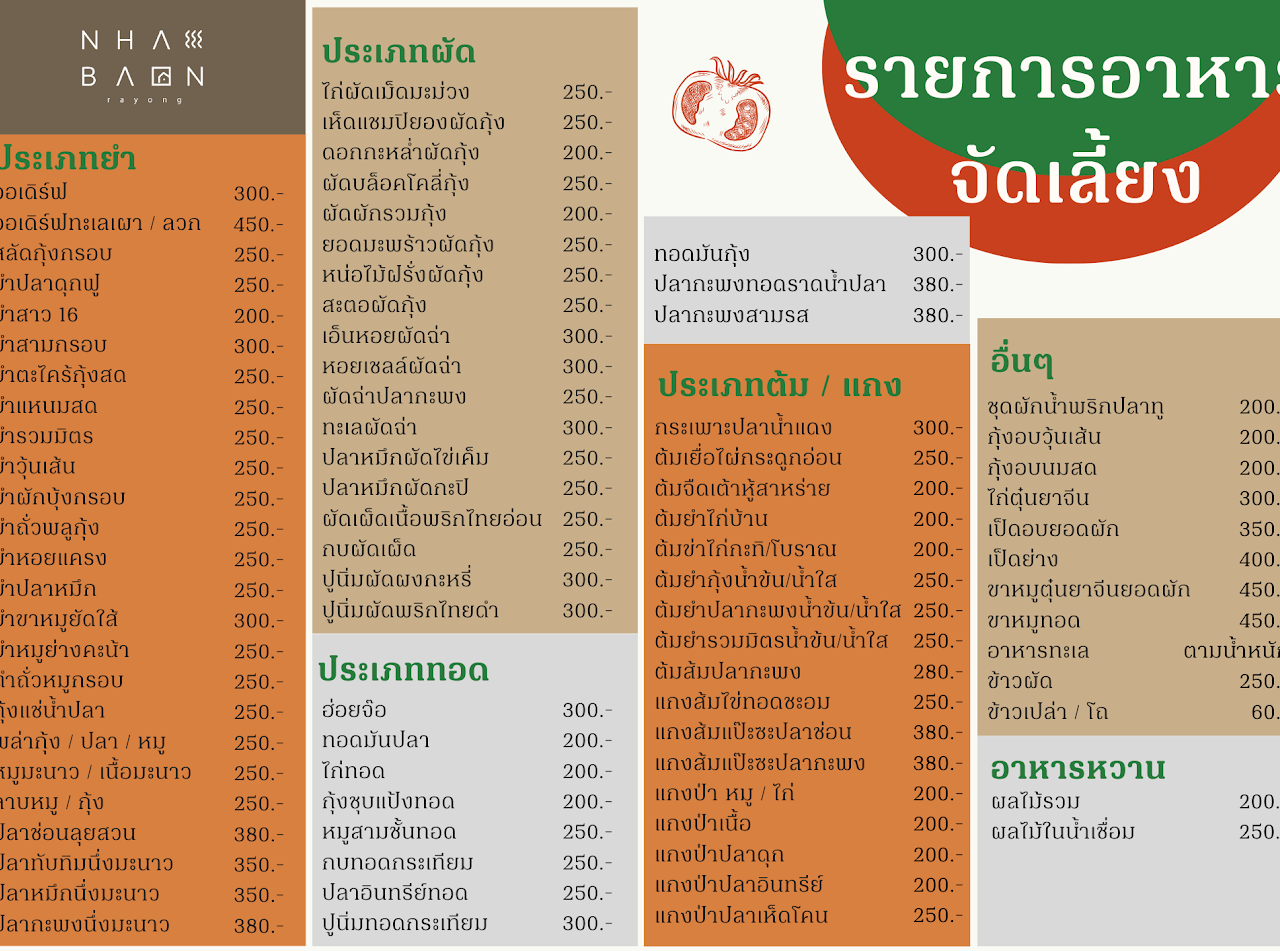 NHA
BAAN
rayong
ประเภทยำ
ออเดิร์ฟ 300.-
ออเดิร์ฟทะเลเผา / ลวก 450.-
สลัดกุ้งกรอบ 250.-
ยำปลาดุกฟู 250.-
ยำสาว 16 200.-
ยำสามกรอบ 300.-
ยำตะไคร้กุ้งสด 250.-
ยำแหนมสด 250.-
ยำรวมมิตร 250.-
ยำวุ้นเส้น 250.-
ยำผักบุ้งกรอบ 250.-
ยำถั่วพลูกุ้ง 250.-
ยำหอยแครง 250.-
ยำปลาหมึก 250.-
ยำขาหมูยัดใส้ 300.-
ยำหมูย่างคะน้า 250.-
ตำถั่วหมูกรอบ 250.-
กุ้งแช่น้ำปลา 250.-
พล่ากุ้ง / ปลา / หมู 250.-
หมูมะนาว / เนื้อมะนาว 250.-
ลาบหมู / กุ้ง 250.-
ปลาช่อนลุยสวน 380.-
ปลาทับทิมนึ่งมะนาว 350.-
ปลาหมึกนึ่งมะนาว 350.-
ปลากะพงนึ่งมะนาว 380.-
ประเภทผัด
ไก่ผัดเม็ดมะม่วง 250.-
เห็ดแชมปิยองผัดกุ้ง 250.-
ดอกกะหล่ำผัดกุ้ง 200.-
ผัดบล็อคโคลี่กุ้ง 250.-
ผัดผักรวมกุ้ง 200.-
ยอดมะพร้าวผัดกุ้ง 250.-
หน่อไม้ฝรั่งผัดกุ้ง 250.-
สะตอผัดกุ้ง 250.-
เอ็นหอยผัดฉ่า 300.-
หอยเชลล์ผัดฉ่า 300.-
ผัดฉ่าปลากะพง 250.-
ทะเลผัดฉ่า 300.-
ปลาหมึกผัดไข่เค็ม 250.-
ปลาหมึกผัดกะปิ 250.-
ผัดเผ็ดเนื้อพริกไทยอ่อน 250.-
กบผัดเผ็ด 250.-
ปูนิ่มผัดผงกะหรี่ 300.-
ปูนิ่มผัดพริกไทยดำ 300.-
ประเภททอด
ฮ่อยจ๊อ 300.-
ทอดมันปลา 200.-
ไก่ทอด 200.-
กุ้งชุบแป้งทอด 200.-
หมูสามชั้นทอด 250.-
กบทอดกระเทียม 250.-
ปลาอินทรีย์ทอด 250.-
ปูนิ่มทอดกระเทียม 300.-
รายการอาหาร
จัดเลี้ยง
ทอดมันกุ้ง 300.-
ปลากะพงทอดราดน้ำปลา 380.-
ปลากะพงสามรส 380.-
ประเภทต้ม / แกง
กระเพาะปลาน้ำแดง 300.-
ต้มเยื่อไผ่กระดูกอ่อน 250.-
ต้มจืดเต้าหู้สาหร่าย 200.-
ต้มยำไก่บ้าน 200.-
ต้มข่าไก่กะทิ/โบราณ 200.-
ต้มยำกุ้งน้ำข้น/น้ำใส 250.-
ต้มยำปลากะพงน้ำข้น/น้ำใส 250.-
ต้มยำรวมมิตรน้ำข้น/น้ำใส 250.-
ต้มส้มปลากะพง 280.-
แกงส้มไข่ทอดชะอม 250.-
แกงส้มแป๊ะซะปลาช่อน 380.-
แกงส้มแป๊ะซะปลากะพง 380.-
แกงป่า หมู / ไก่ 200.-
แกงป่าเนื้อ 200.-
แกงป่าปลาดุก 200.-
แกงป่าปลาอินทรีย์ 200.-
แกงป่าปลาเห็ดโคน 250.-
อื่นๆ
ชุดผักน้ำพริกปลาทู 200.
กุ้งอบวุ้นเส้น 200.
กุ้งอบนมสด 200.
ไก่ตุ๋นยาจีน 300.
เป็ดอบยอดผัก 350.
เป็ดย่าง 400.
ขาหมูตุ๋นยาจีนยอดผัก 450.
ขาหมูทอด 450.
อาหารทะเล ตามน้ำหนัก
ข้าวผัด 250.
ข้าวเปล่า / โถ 60.
อาหารหวาน
ผลไม้รวม 200.
ผลไม้ในน้ำเชื่อม 250.